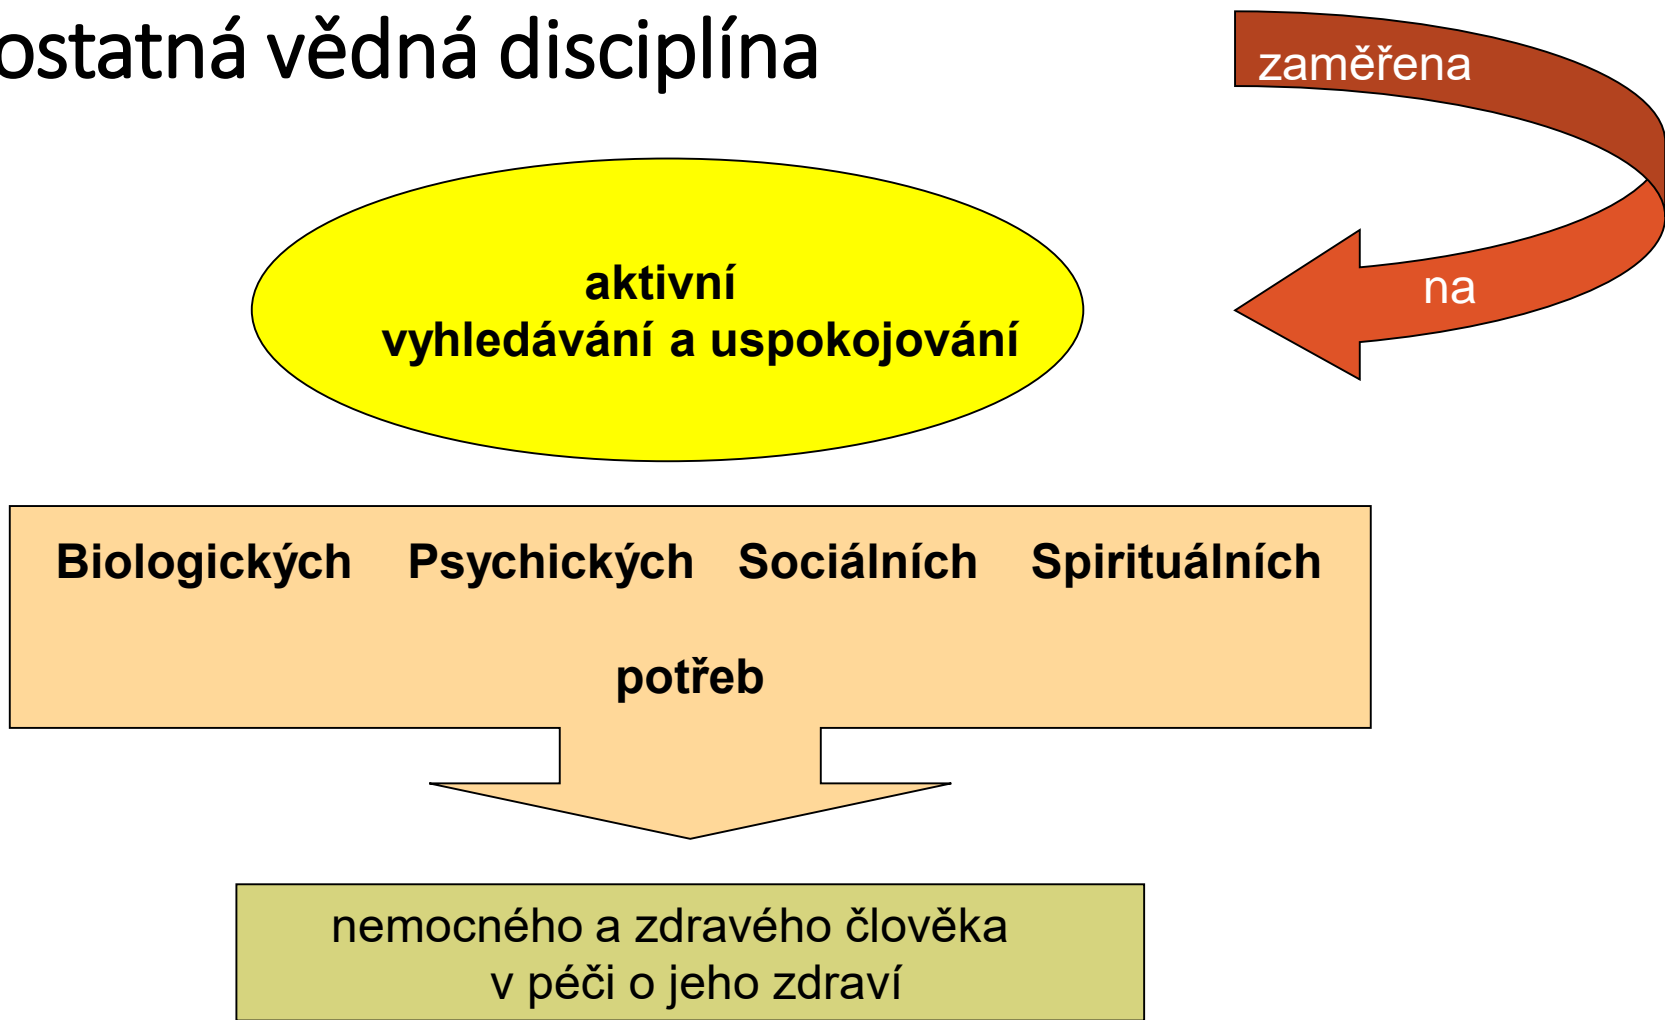 ostatná vědná disciplína
zaměřena
na
aktivní
vyhledávání a uspokojování
Biologických Psychických Sociálních Spirituálních
potřeb
nemocného a zdravého člověka
v péči o jeho zdraví